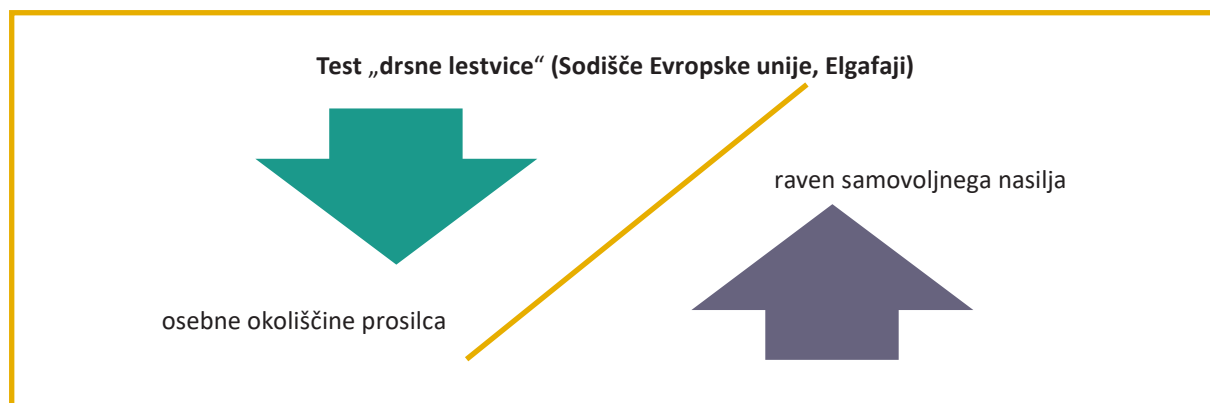 Test „drsne lestvice“ (Sodišče Evropske unije, Elgafaji)
raven samovoljnega nasilja
osebne okoliščine prosilca